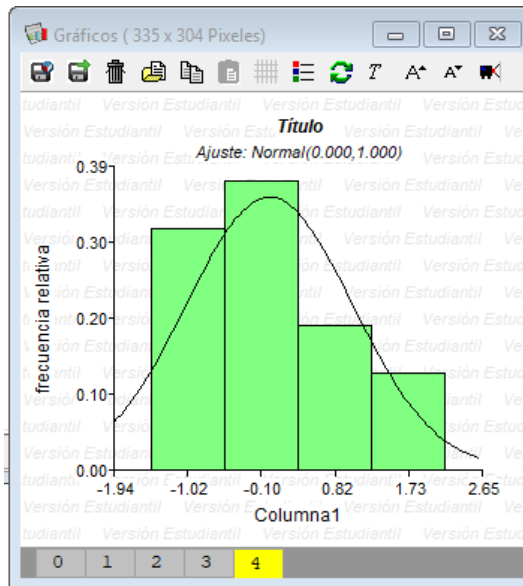 Gráficos ( 335 x 304 Pixeles)
T A A
Título
Ajuste: Normal(0.000,1.000)
0.39
0.30
0.20
0.10
0.00
frecuencia relativa
-1.94 -1.02 -0.10 0.82 1.73 2.65
Columna1
Versión Estudiantil
0 1 2 3 4